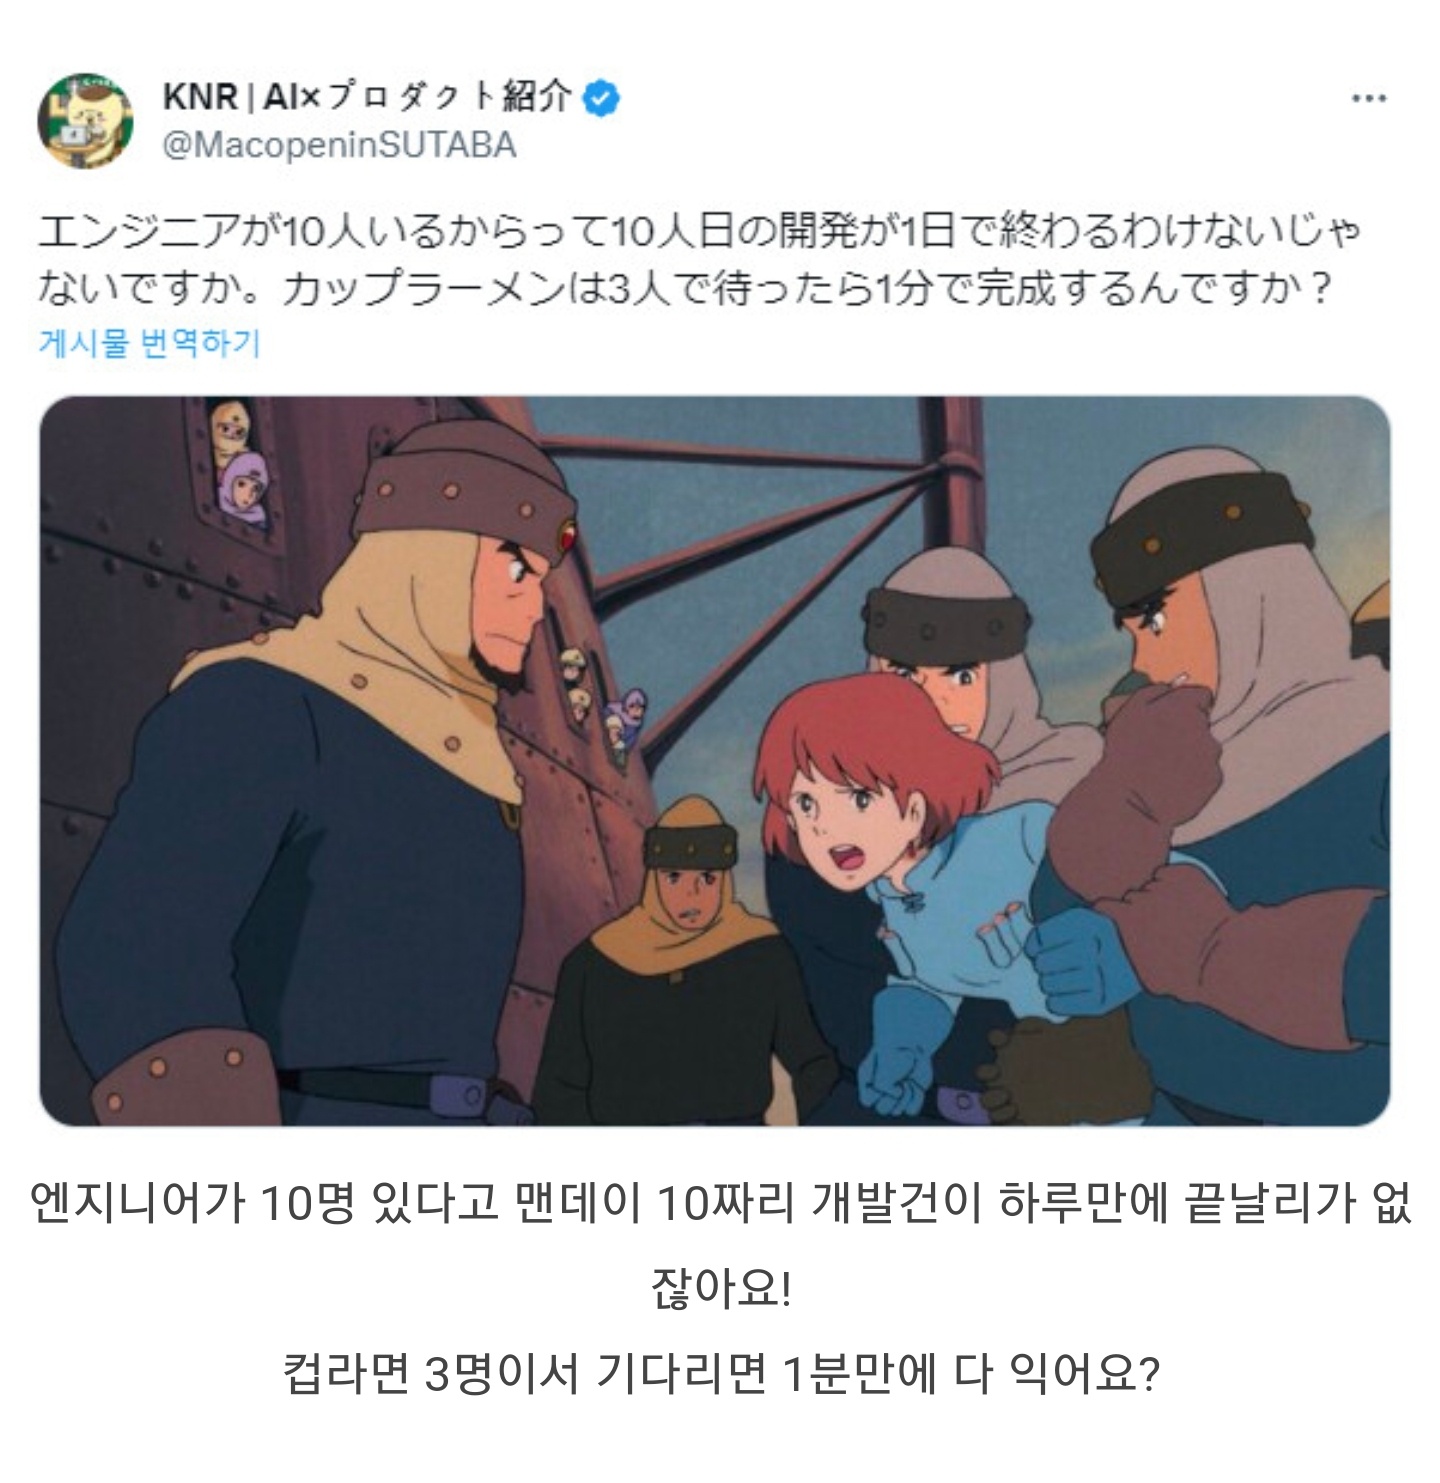 KNR | AI×プロダクト紹介
@MacopeninSUTABA
エンジニアが10人いるからって10人日の開発が1日で終わるわけないじゃ
ないですか。カップラーメンは3人で待ったら1分で完成するんですか？
게시물 번역하기
엔지니어가 10명 있다고 맨데이 10짜리 개발건이 하루만에 끝날리가 없
잖아요!
컵라면 3명이서 기다리면 1분만에 다 익어요?